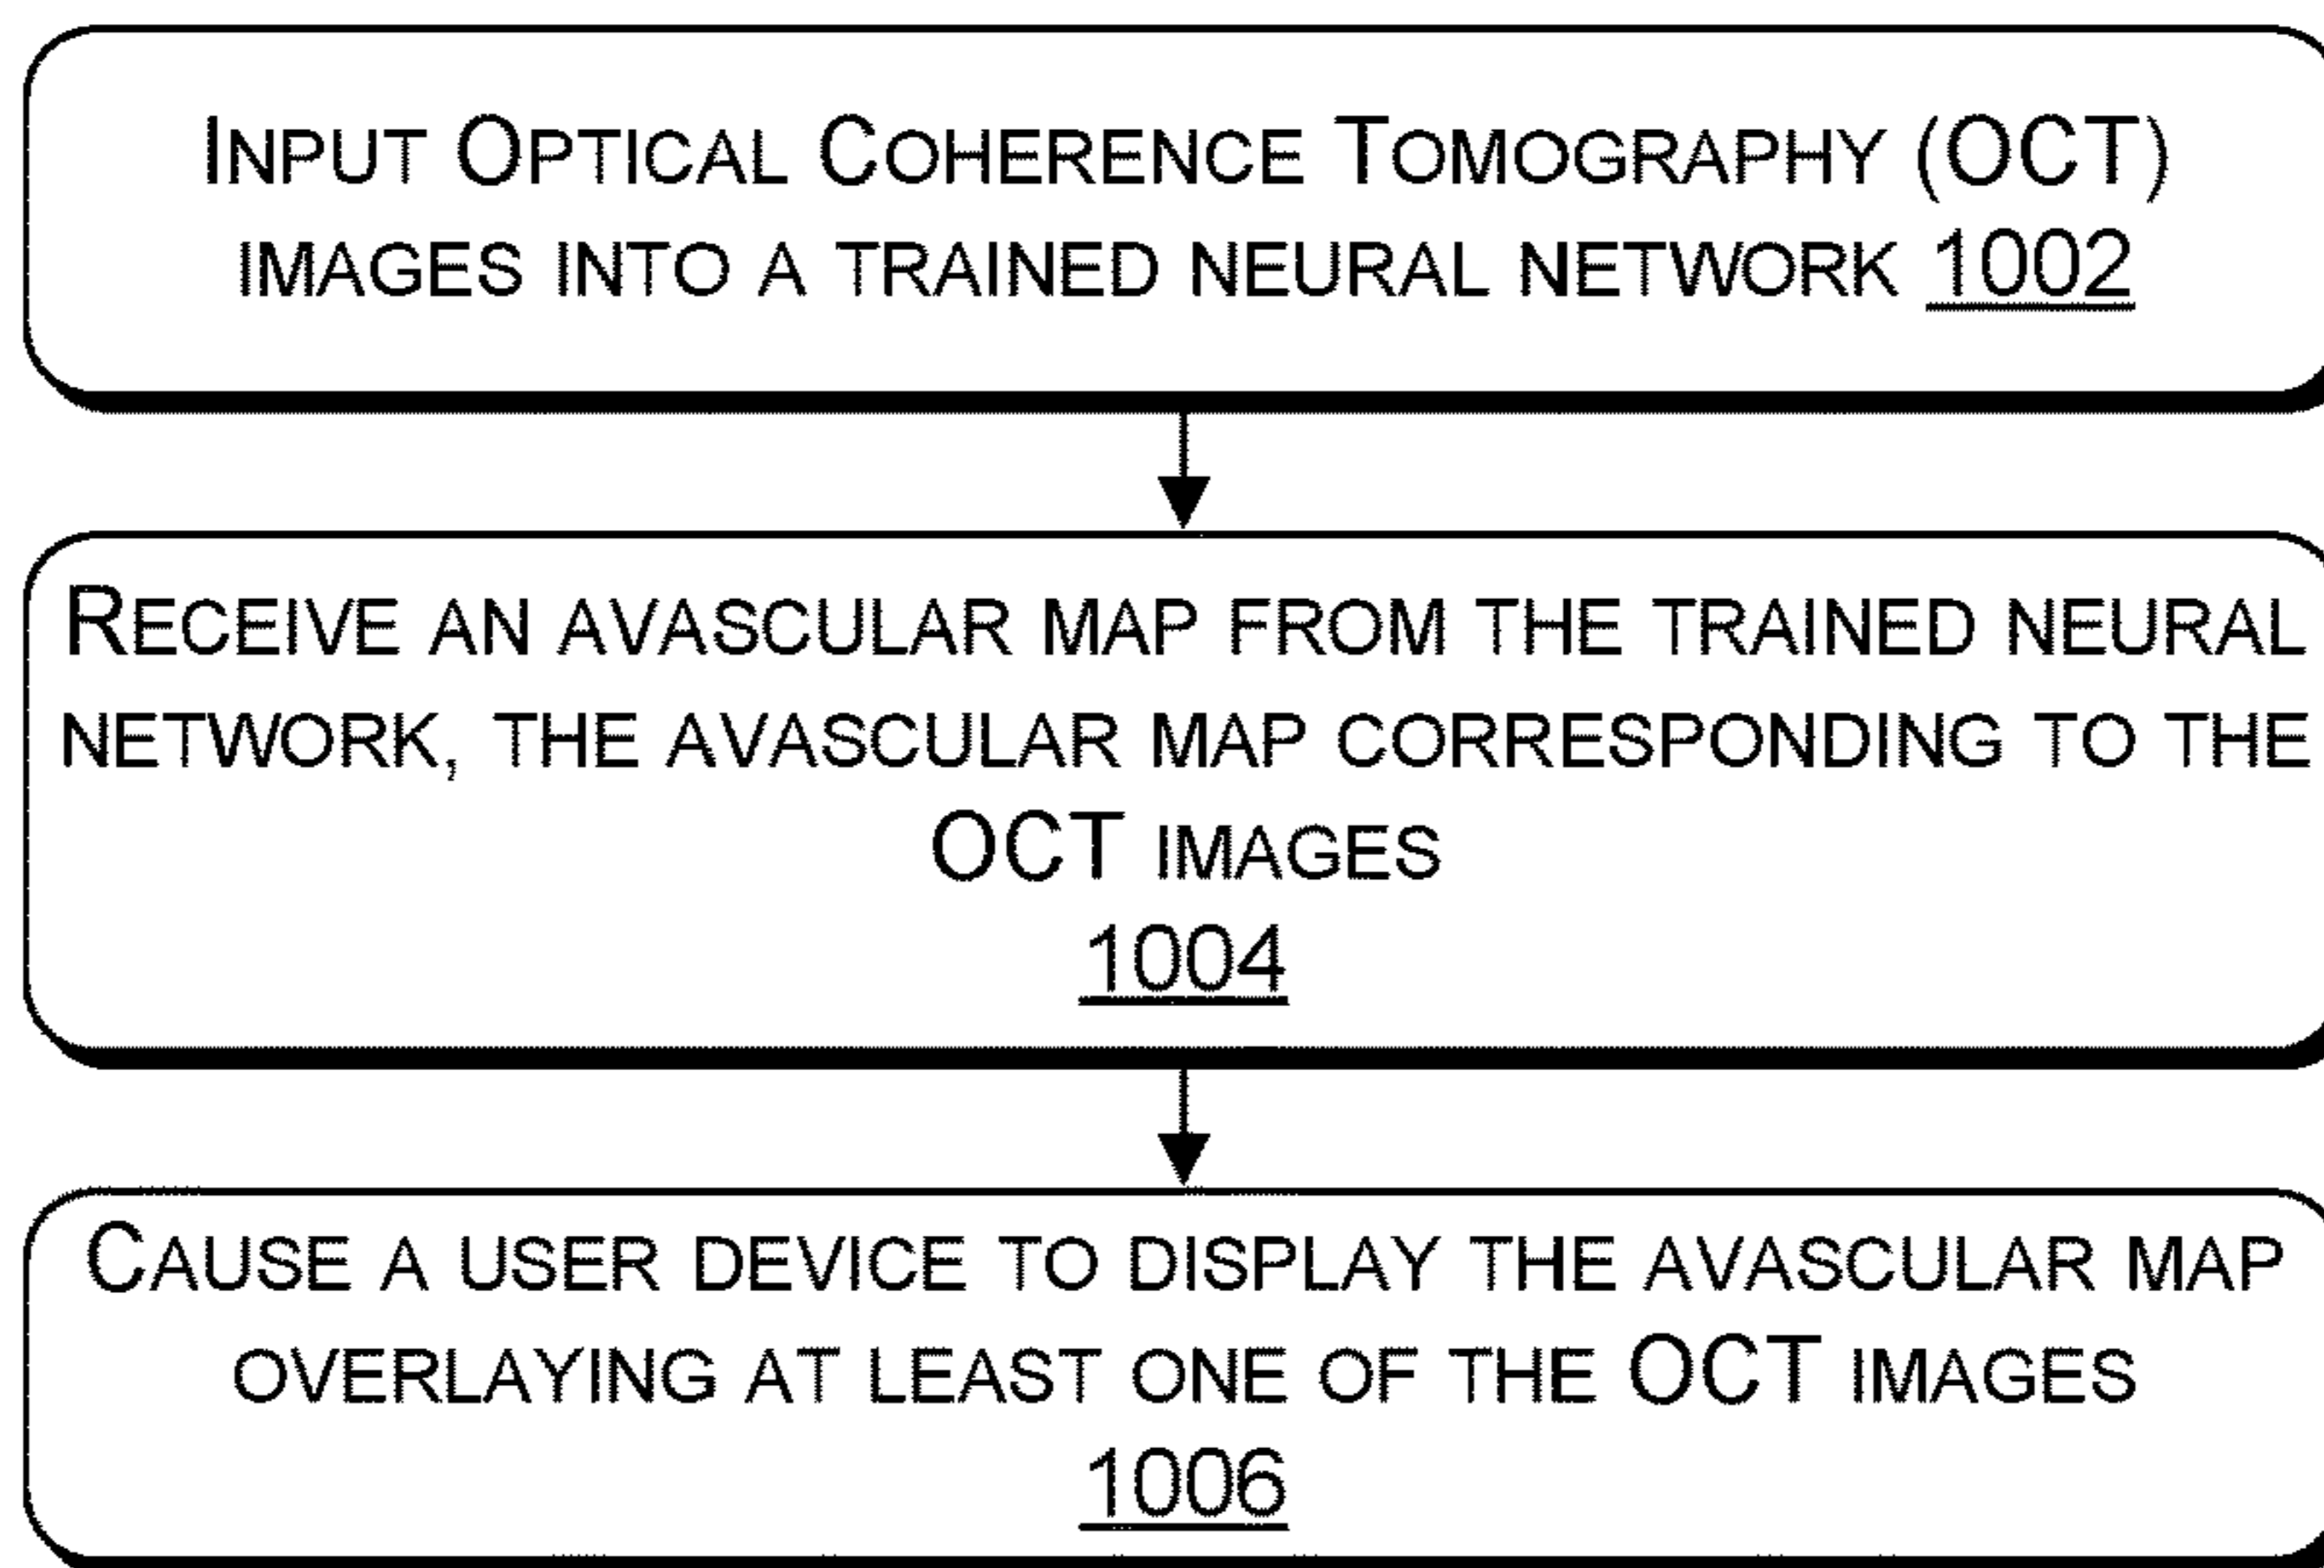 INPUT OPTICAL COHERENCE TOMOGRAPHY (OCT)
IMAGES INTO A TRAINED NEURAL NETWORK 1002
RECEIVE AN AVASCULAR MAP FROM THE TRAINED NEURAL
NETWORK, THE AVASCULAR MAP CORRESPONDING TO THE
OCT IMAGES
1004
CAUSE A USER DEVICE TO DISPLAY THE AVASCULAR MAP
OVERLAYING AT LEAST ONE OF THE OCT IMAGES
1006